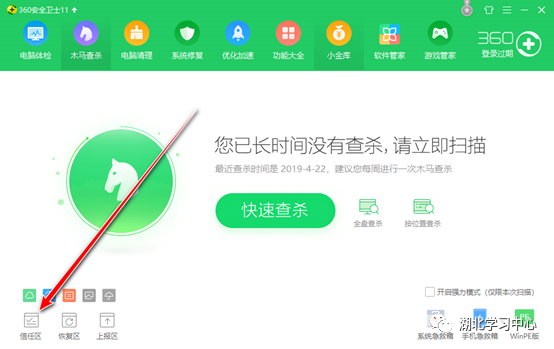 360安全卫士11
电脑体检 木马查杀 电脑清理 系统修复 优化加速 功能大全 小金库 软件管家 游戏管家
360
登录过期
您已长时间没有查杀,请立即扫描
最近查杀时间是 2019-4-22，建议您每周进行一次木马查杀
快速查杀
全盘查杀 按位置查杀
开启强力模式（仅限本次扫描）
湖北学习中心
信任区 恢复区 上报区
系统急救箱 手机急救箱 WinPE版